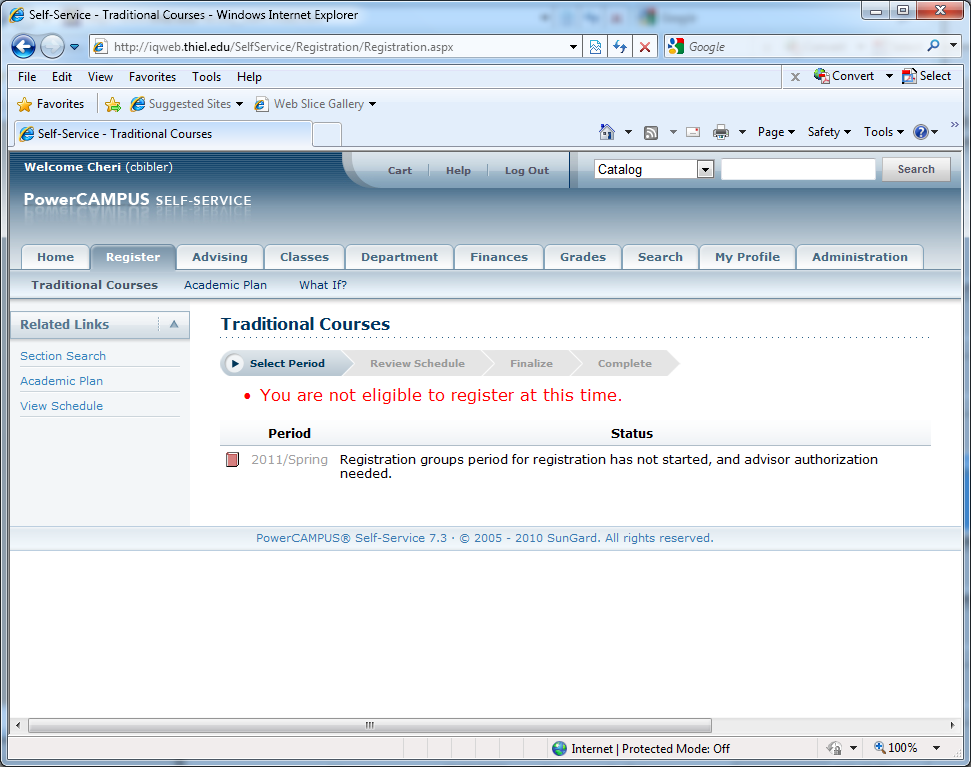 Self-Service - Traditional Courses - Windows Internet Explorer
http://iqweb.thiel.edu/SelfService/Registration/Registration.aspx
Google
File Edit View Favorites Tools Help
x Convert Select
Favorites Suggested Sites Web Slice Gallery
Self-Service - Traditional Courses
Page Safety Tools »
Welcome Cheri (cbibler)
Cart Help Log Out
Catalog
Search
PowerCAMPUS SELF-SERVICE
Home Register Advising Classes Department Finances Grades Search My Profile Administration
Traditional Courses Academic Plan What If?
Related Links
Section Search
Academic Plan
View Schedule
Traditional Courses
Select Period Review Schedule Finalize Complete
• You are not eligible to register at this time.
Period Status
2011/Spring Registration groups period for registration has not started, and advisor authorization
needed.
PowerCAMPUS® Self-Service 7.3 · © 2005 - 2010 SunGard. All rights reserved.
Internet | Protected Mode: Off
100%